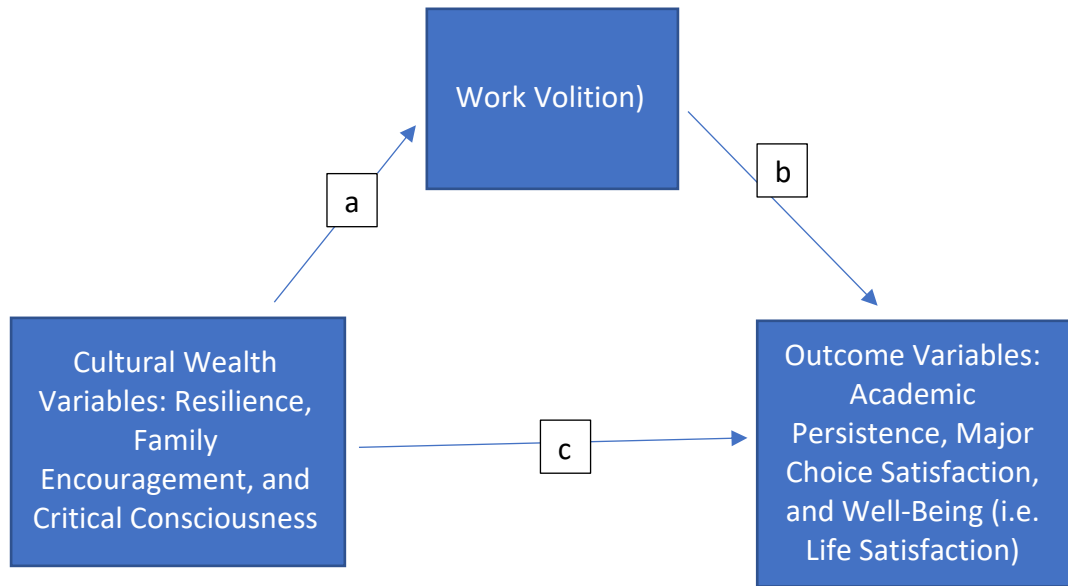 Work Volition)
a
b
Cultural Wealth
Variables: Resilience,
Family
Encouragement, and
Critical Consciousness
c
Outcome Variables:
Academic
Persistence, Major
Choice Satisfaction,
and Well-Being (i.e.
Life Satisfaction)